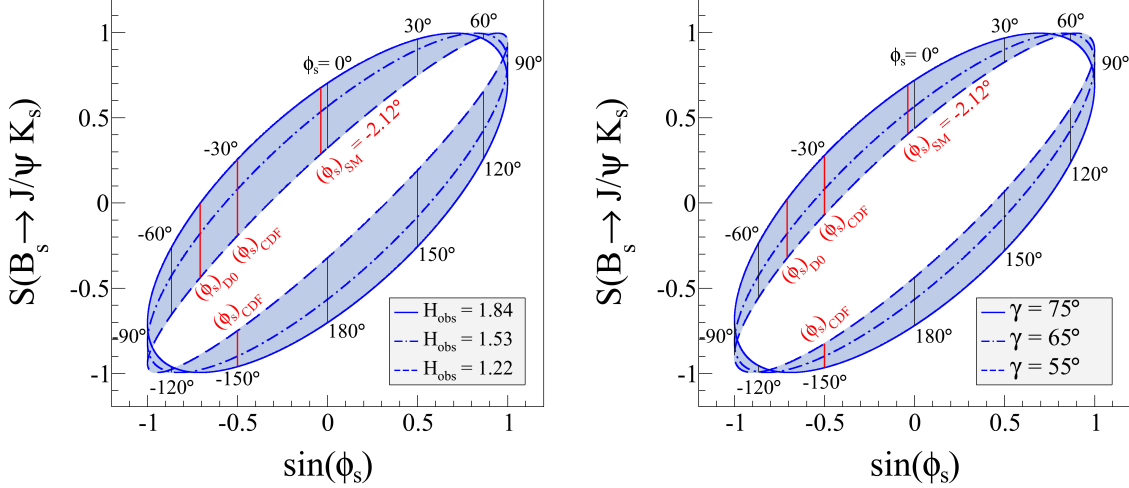 S(B_s → J/ψ K_s)
1
0.5
0
-0.5
-1
-1
-0.5
0
0.5
1
sin(ϕ_s)
ϕ_s= 0°
30°
60°
90°
120°
150°
180°
-150°
-120°
-90°
-60°
-30°
(ϕ_s)_SM = -2.12°
(ϕ_s)_CDF
(ϕ_s)_D0
(ϕ_s)_CDF
H_obs = 1.84
H_obs = 1.53
H_obs = 1.22
S(B_s → J/ψ K_s)
1
0.5
0
-0.5
-1
-1
-0.5
0
0.5
1
sin(ϕ_s)
ϕ_s= 0°
30°
60°
90°
120°
150°
180°
-150°
-120°
-90°
-60°
-30°
(ϕ_s)_SM = -2.12°
(ϕ_s)_CDF
(ϕ_s)_D0
(ϕ_s)_CDF
γ = 75°
γ = 65°
γ = 55°